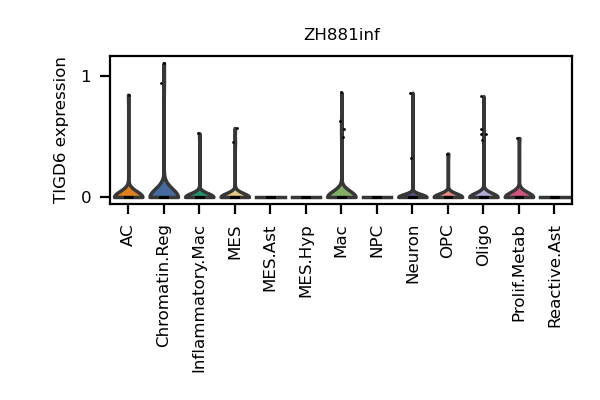 ZH881inf
TIGD6 expression
1
0
AC
Chromatin.Reg
Inflammatory.Mac
MES
MES.Ast
MES.Hyp
Mac
NPC
Neuron
OPC
Oligo
Prolif.Metab
Reactive.Ast